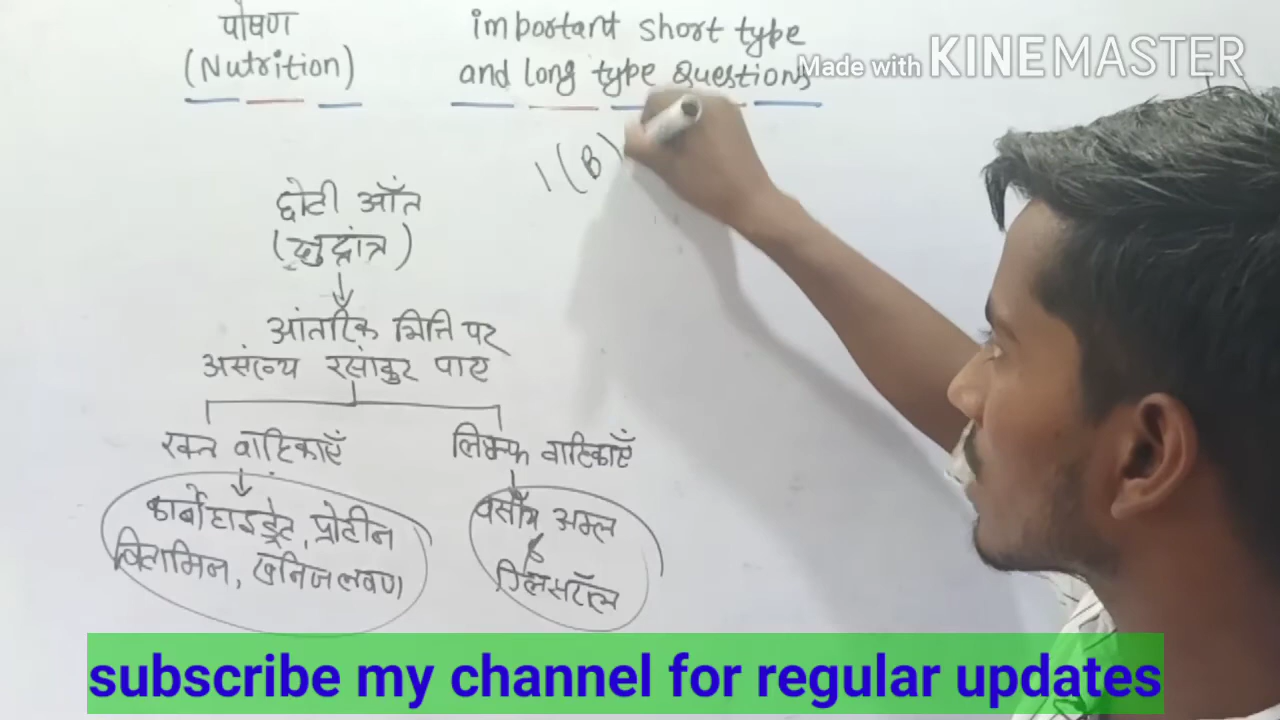 पोषण
(Nutrition)
important short type
and long type Questions
Made with KINEMASTER
1(B)
छोटी आँत
(क्षुद्रांत्र)
आंतरिक भित्ति पर
असंख्य रसांकुर पाए
रक्त वाहिकाएँ
लिम्फ वाहिकाएँ
कार्बोहाइड्रेट, प्रोटीन
विटामिन, खनिज लवण
वसीय अम्ल
&
ग्लिसरॉल
subscribe my channel for regular updates